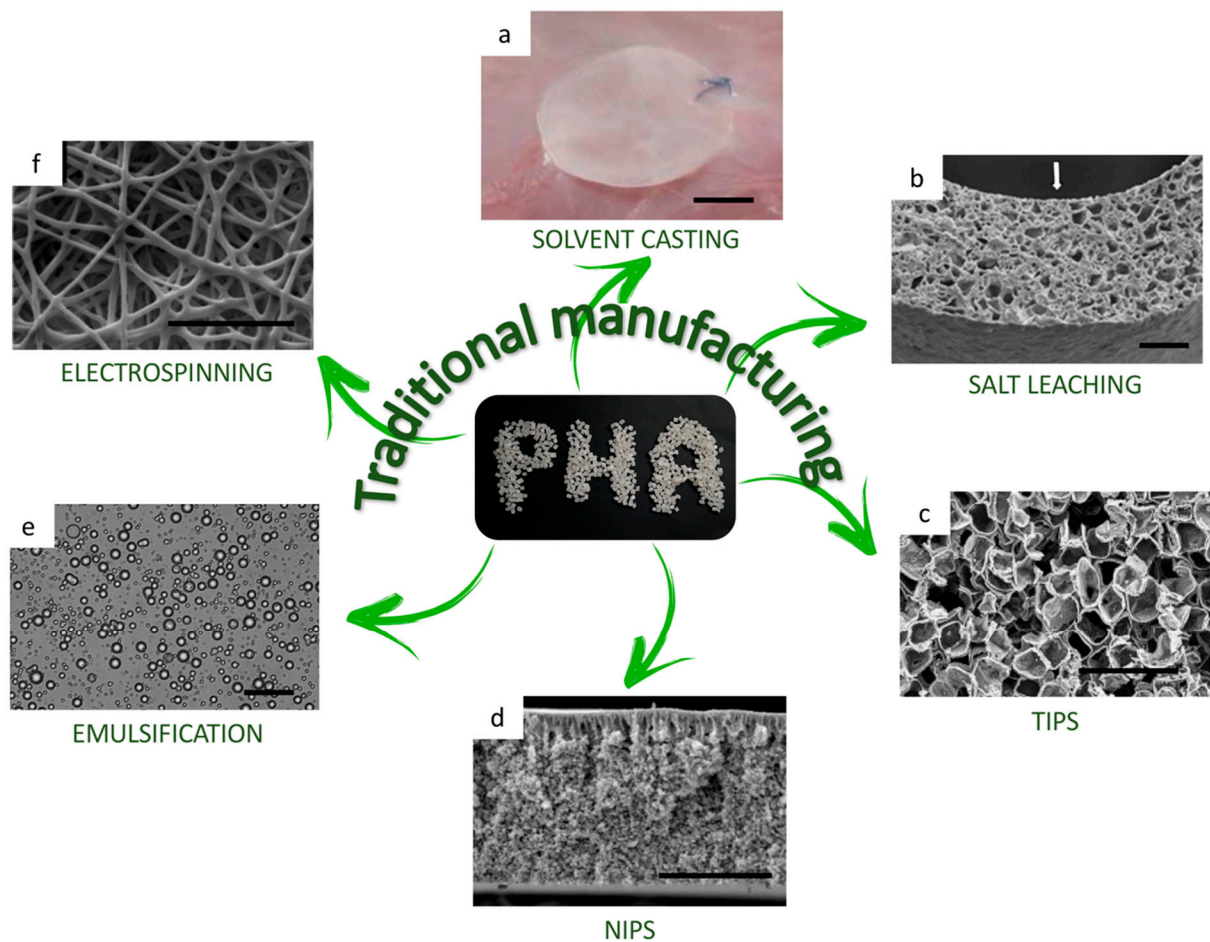 a
SOLVENT CASTING
b
SALT LEACHING
c
TIPS
d
NIPS
e
EMULSIFICATION
f
ELECTROSPINNING
Traditional manufacturing
PHA